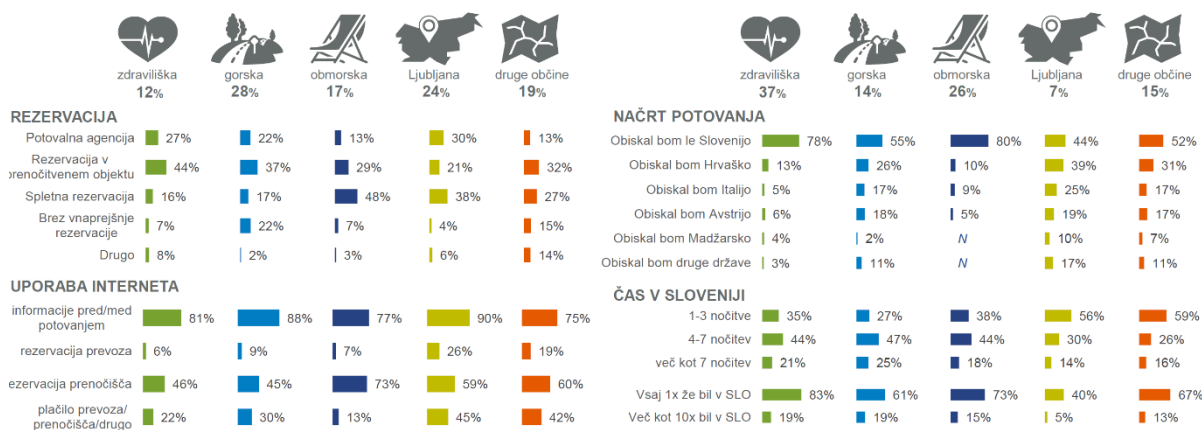 zdraviliška gorska obmorska Ljubljana druge občine
12% 28% 17% 24% 19%
REZERVACIJA
Potovalna agencija 27% 22% 13% 30% 13%
Rezervacija v
prenočitvenem objektu 44% 37% 29% 21% 32%
Spletna rezervacija 16% 17% 48% 38% 27%
Brez vnaprejšnje
rezervacije 7% 22% 7% 4% 15%
Drugo 8% 2% 3% 6% 14%
UPORABA INTERNETA
informacije pred/med
potovanjem 81% 88% 77% 90% 75%
rezervacija prevoza 6% 9% 7% 26% 19%
ezervacija prenočišča 46% 45% 73% 59% 60%
plačilo prevoza/
prenočišča/drugo 22% 30% 13% 45% 42%
zdraviliška gorska obmorska Ljubljana druge občine
37% 14% 26% 7% 15%
NAČRT POTOVANJA
Obiskal bom le Slovenijo 78% 55% 80% 44% 52%
Obiskal bom Hrvaško 13% 26% 10% 39% 31%
Obiskal bom Italijo 5% 17% 9% 25% 17%
Obiskal bom Avstrijo 6% 18% 5% 19% 17%
Obiskal bom Madžarsko 4% 2% N 10% 7%
Obiskal bom druge države 3% 11% N 17% 11%
ČAS V SLOVENIJI
1-3 nočitve 35% 27% 38% 56% 59%
4-7 nočitev 44% 47% 44% 30% 26%
več kot 7 nočitev 21% 25% 18% 14% 16%
Vsaj 1x že bil v SLO 83% 61% 73% 40% 67%
Več kot 10x bil v SLO 19% 19% 15% 5% 13%